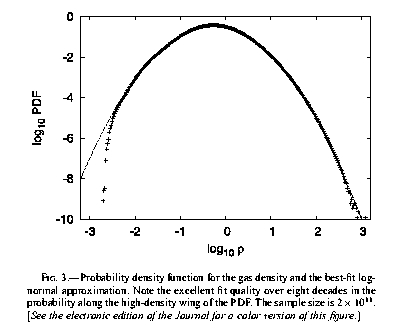 0
-2
-4
-6
-8
-10
log10 PDF
-3
-2
-1
0
1
2
3
log10 ρ
FIG. 3.—Probability density function for the gas density and the best-fit log-
normal approximation. Note the excellent fit quality over eight decades in the
probability along the high-density wing of the PDF. The sample size is 2 × 10¹¹.
[See the electronic edition of the Journal for a color version of this figure.]